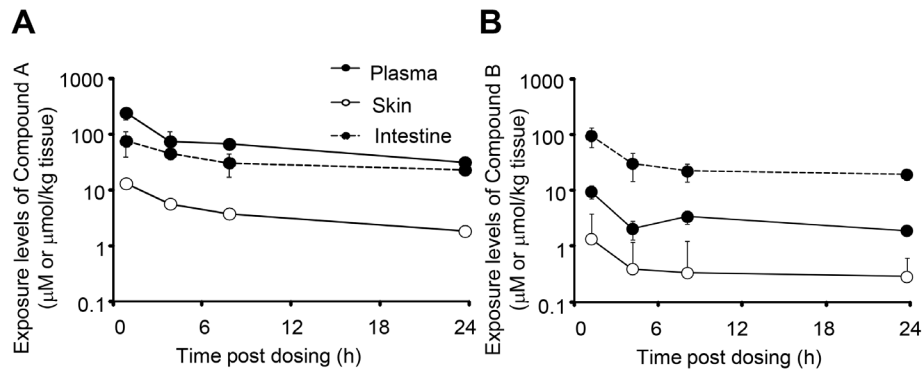 A
Exposure levels of Compound A
(μM or μmol/kg tissue)
1000
100
10
1
0.1
0
6
12
18
24
Time post dosing (h)
Plasma
Skin
Intestine
B
Exposure levels of Compound B
(μM or μmol/kg tissue)
1000
100
10
1
0.1
0
6
12
18
24
Time post dosing (h)